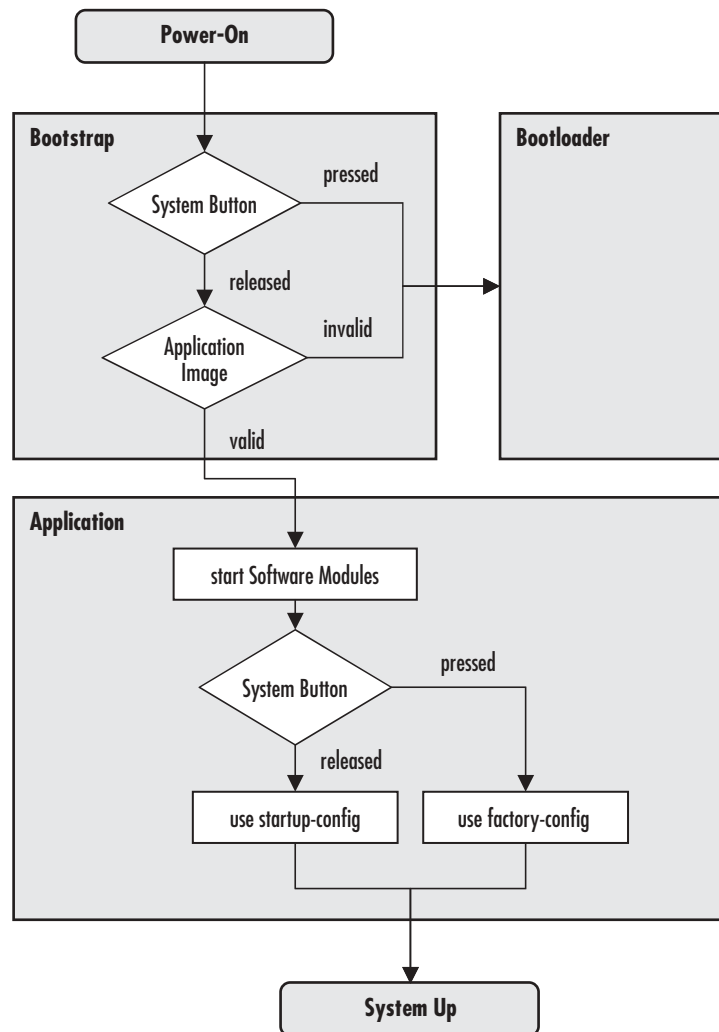 Power-On
Bootstrap
Bootloader
pressed
System Button
released
invalid
Application
Image
valid
Application
start Software Modules
pressed
System Button
released
use startup-config
use factory-config
System Up